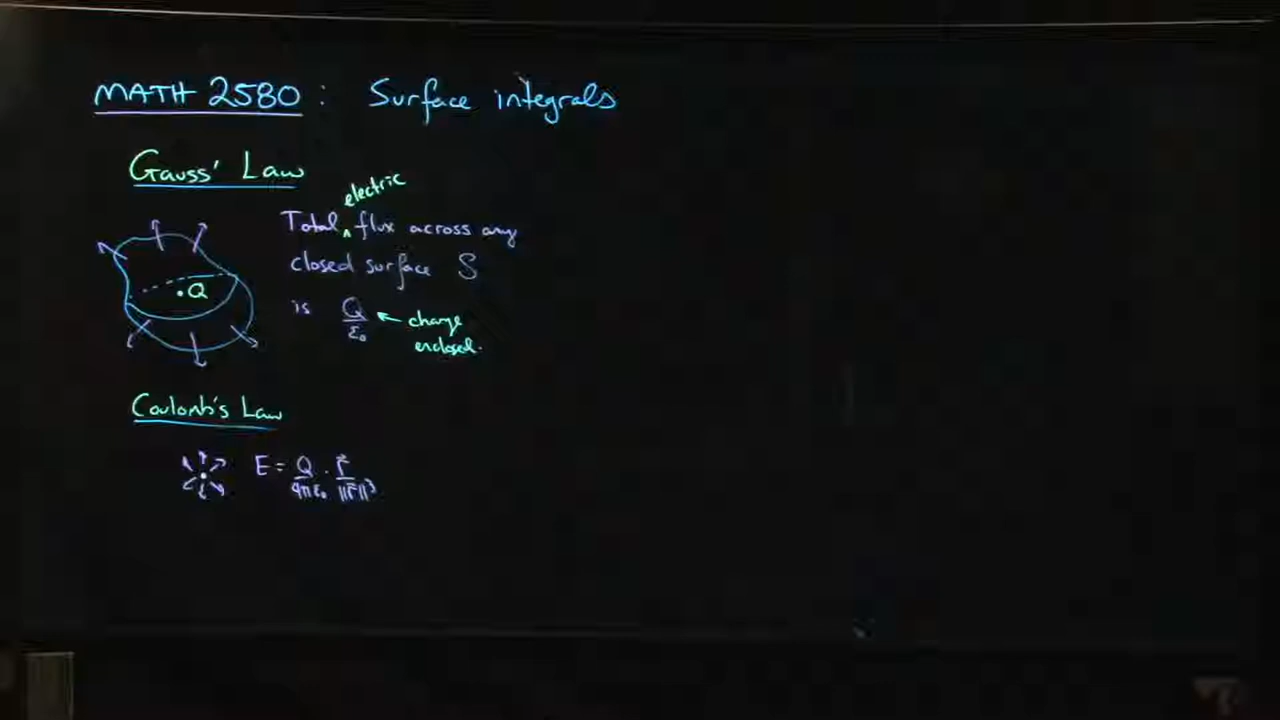 MATH 2580 : Surface integrals
Gauss' Law
electric
Total ^ flux across any
closed surface S
Q
is Q/ε₀ ← charge
enclosed.
Coulomb's Law
E = Q/4πε₀ · r⃗/||r⃗||³